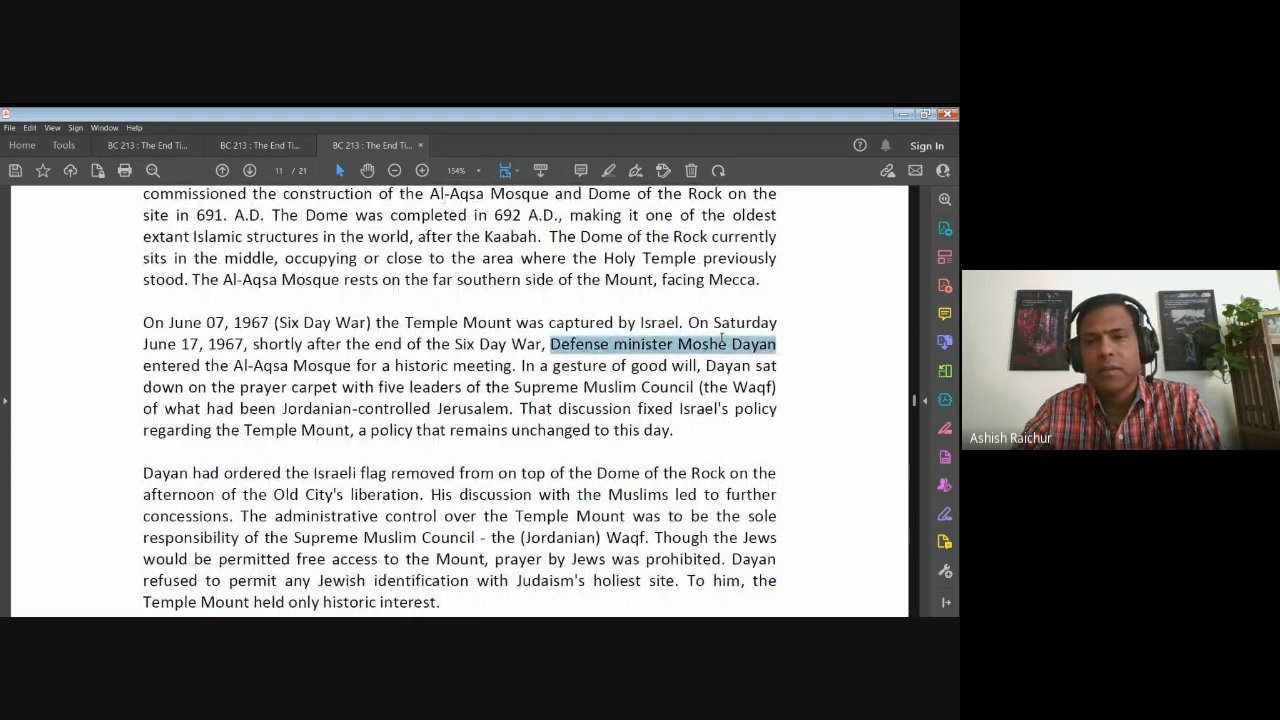 File Edit View Sign Window Help
Home Tools BC 213 : The End Ti... BC 213 : The End Ti... BC 213 : The End Ti... × Sign In
11 / 21 154%
commissioned the construction of the Al-Aqsa Mosque and Dome of the Rock on the
site in 691. A.D. The Dome was completed in 692 A.D., making it one of the oldest
extant Islamic structures in the world, after the Kaabah. The Dome of the Rock currently
sits in the middle, occupying or close to the area where the Holy Temple previously
stood. The Al-Aqsa Mosque rests on the far southern side of the Mount, facing Mecca.
On June 07, 1967 (Six Day War) the Temple Mount was captured by Israel. On Saturday
June 17, 1967, shortly after the end of the Six Day War, Defense minister Moshe Dayan
entered the Al-Aqsa Mosque for a historic meeting. In a gesture of good will, Dayan sat
down on the prayer carpet with five leaders of the Supreme Muslim Council (the Waqf)
of what had been Jordanian-controlled Jerusalem. That discussion fixed Israel's policy
regarding the Temple Mount, a policy that remains unchanged to this day.
Dayan had ordered the Israeli flag removed from on top of the Dome of the Rock on the
afternoon of the Old City's liberation. His discussion with the Muslims led to further
concessions. The administrative control over the Temple Mount was to be the sole
responsibility of the Supreme Muslim Council - the (Jordanian) Waqf. Though the Jews
would be permitted free access to the Mount, prayer by Jews was prohibited. Dayan
refused to permit any Jewish identification with Judaism's holiest site. To him, the
Temple Mount held only historic interest.
Ashish Raichur